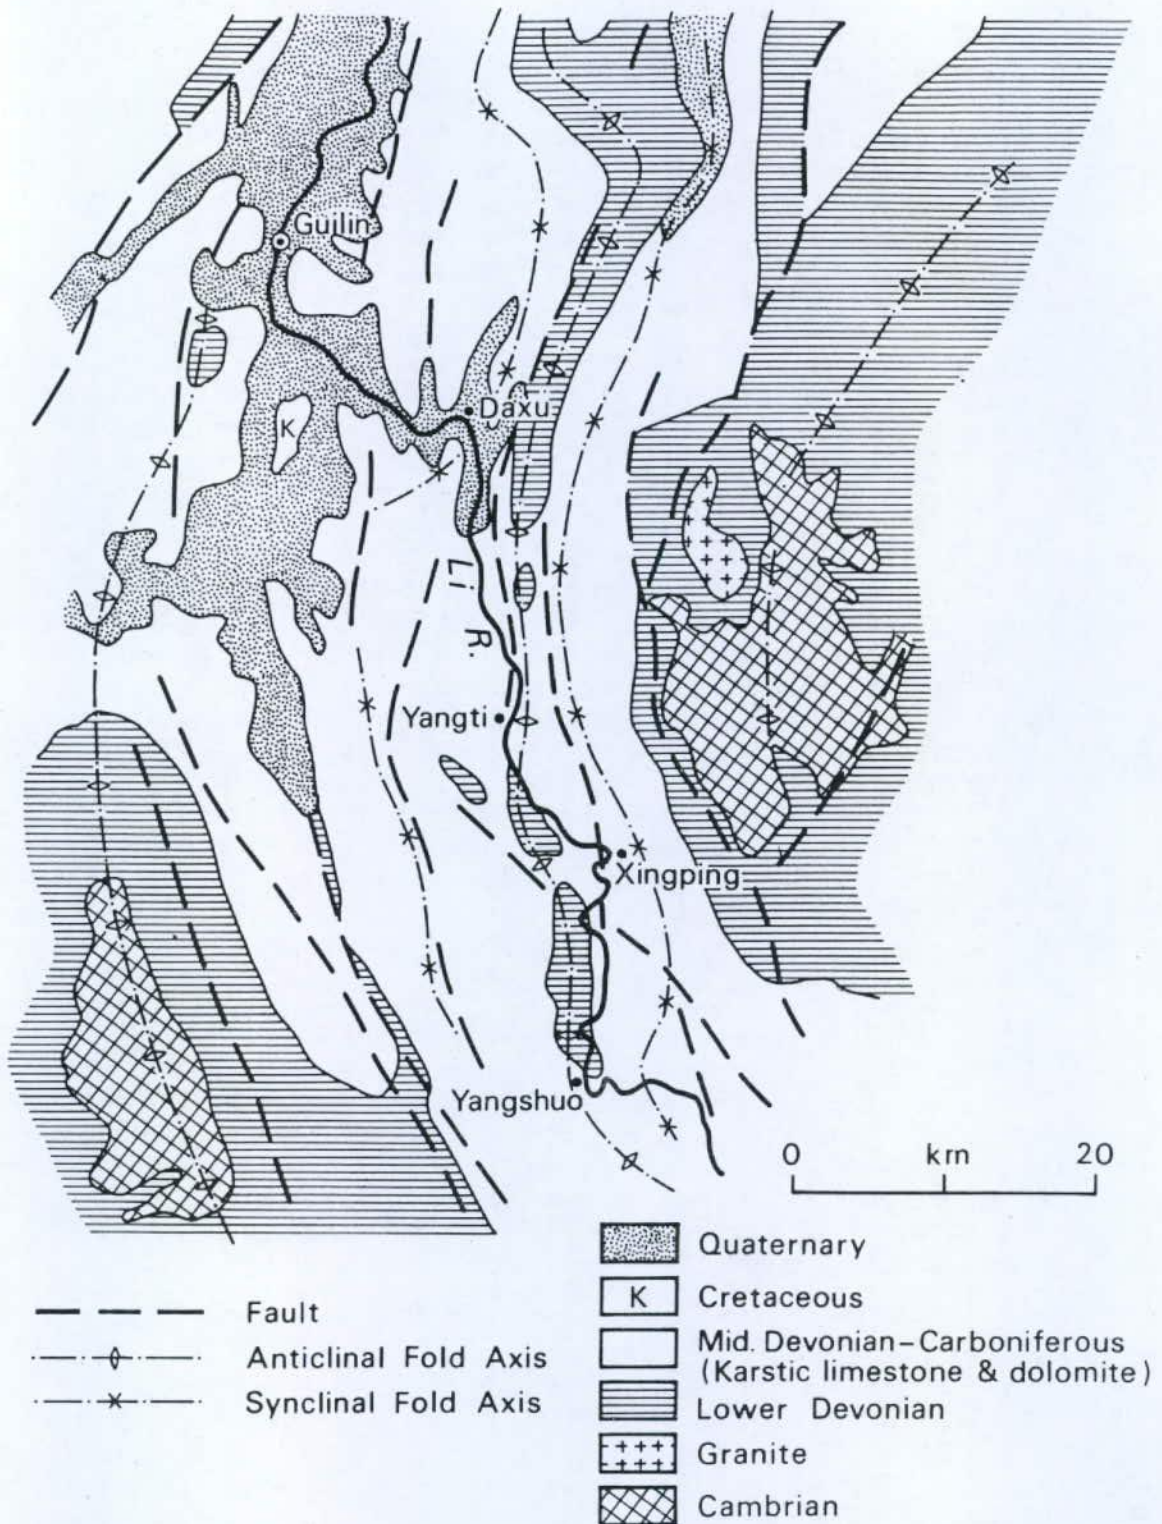 Guilin
K
Daxu
Li R.
Yangti
Xingping
Yangshuo
0 km 20
Quaternary
K Cretaceous
Mid. Devonian-Carboniferous
(Karstic limestone & dolomite)
Lower Devonian
Granite
Cambrian
Fault
Anticlinal Fold Axis
Synclinal Fold Axis